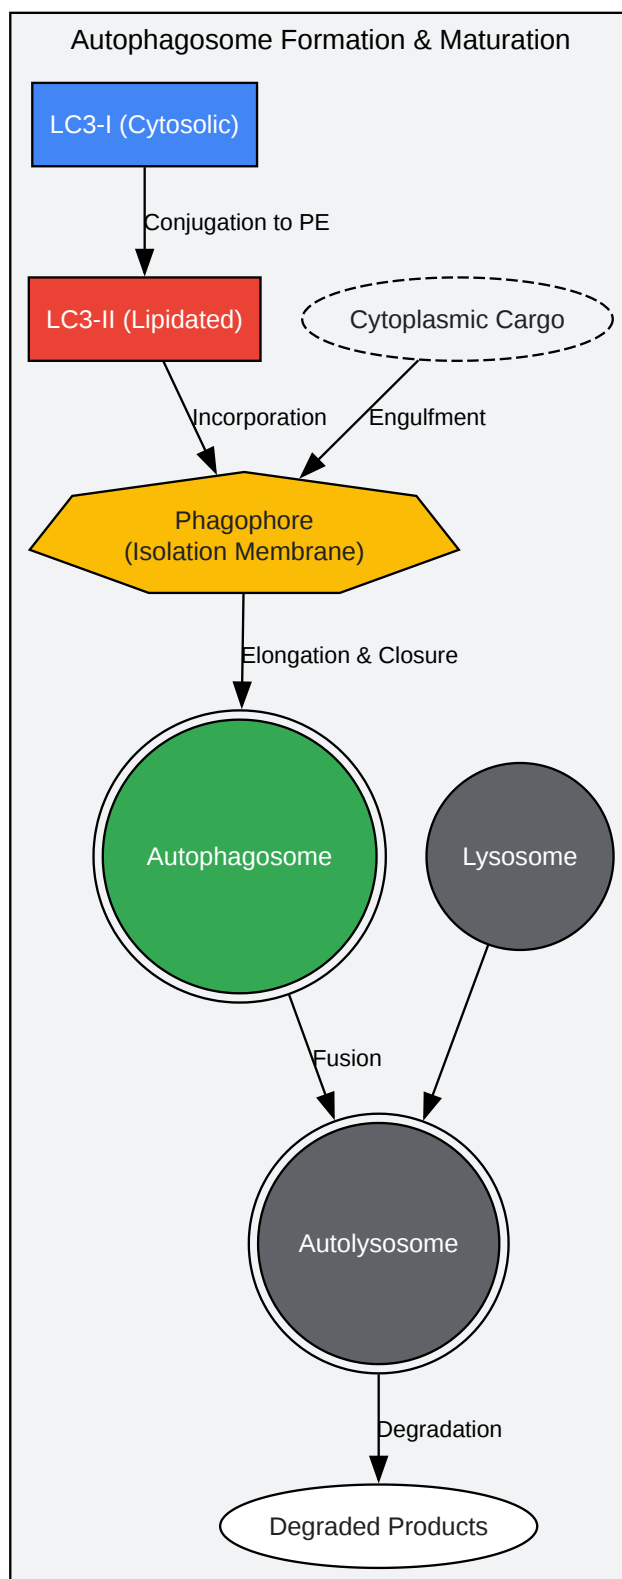 Autophagosome Formation & Maturation
LC3-I (Cytosolic)
Conjugation to PE
LC3-II (Lipidated)
Cytoplasmic Cargo
Incorporation
Engulfment
Phagophore
(Isolation Membrane)
Elongation & Closure
Autophagosome
Lysosome
Fusion
Autolysosome
Degradation
Degraded Products